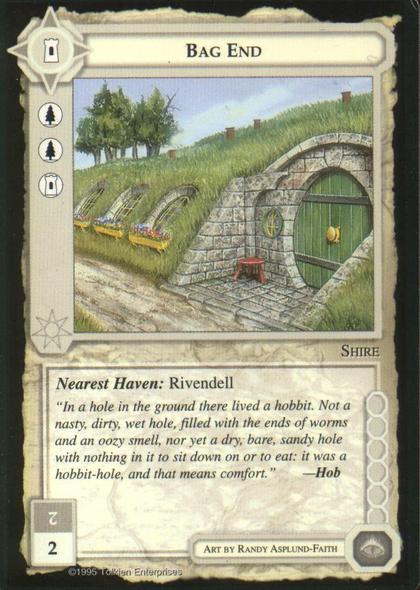 BAG END
SHIRE
Nearest Haven: Rivendell
“In a hole in the ground there lived a hobbit. Not a
nasty, dirty, wet hole, filled with the ends of worms
and an oozy smell, nor yet a dry, bare, sandy hole
with nothing in it to sit down on or to eat: it was a
hobbit-hole, and that means comfort.” —Hob
2
2
ART BY RANDY ASPLUND-FAITH
©1995 Tolkien Enterprises